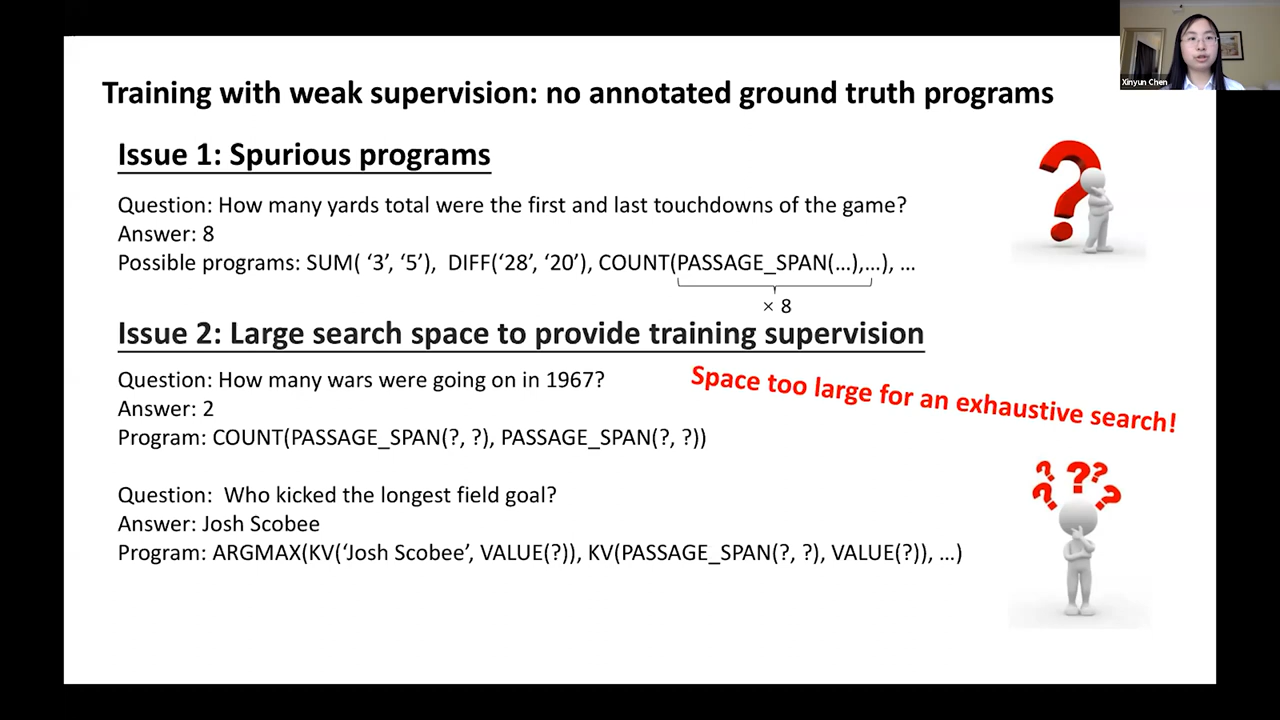 Xinyun Chen
Training with weak supervision: no annotated ground truth programs
Issue 1: Spurious programs
Question: How many yards total were the first and last touchdowns of the game?
Answer: 8
Possible programs: SUM( ‘3’, ‘5’), DIFF(‘28’, ‘20’), COUNT(PASSAGE_SPAN(…),…), …
× 8
Issue 2: Large search space to provide training supervision
Question: How many wars were going on in 1967?
Space too large for an exhaustive search!
Answer: 2
Program: COUNT(PASSAGE_SPAN(?, ?), PASSAGE_SPAN(?, ?))
Question: Who kicked the longest field goal?
Answer: Josh Scobee
Program: ARGMAX(KV(‘Josh Scobee’, VALUE(?)), KV(PASSAGE_SPAN(?, ?), VALUE(?)), …)